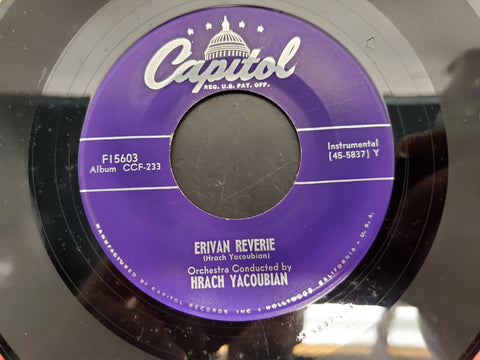 Capitol
REG. U.S. PAT. OFF.
F15603
Album CCF-233
Instrumental
(45-5837) Y
ERIVAN REVERIE
(Hrach Yacoubian)
Orchestra Conducted by
HRACH YACOUBIAN
MANUFACTURED BY CAPITOL RECORDS INC • HOLLYWOOD CALIFORNIA • U.S.A.